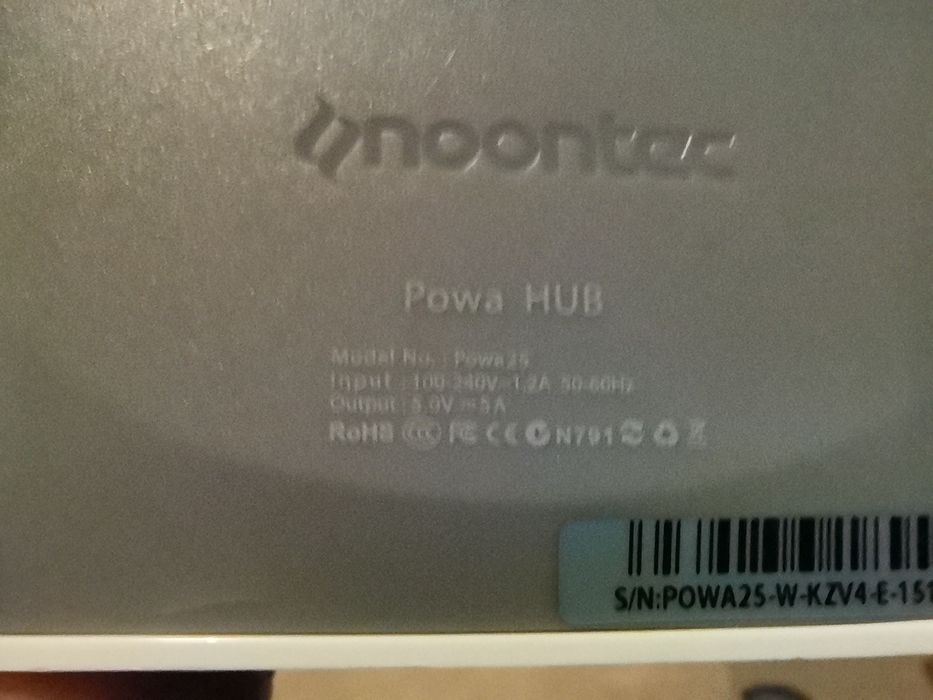 noontec
Powa HUB
Model No. : Powa25
Input : 100-240V~1.2A 50-60Hz
Output : 5.0V⎓5A
RoHS CCC FC CE N791
S/N:POWA25-W-KZV4-E-151